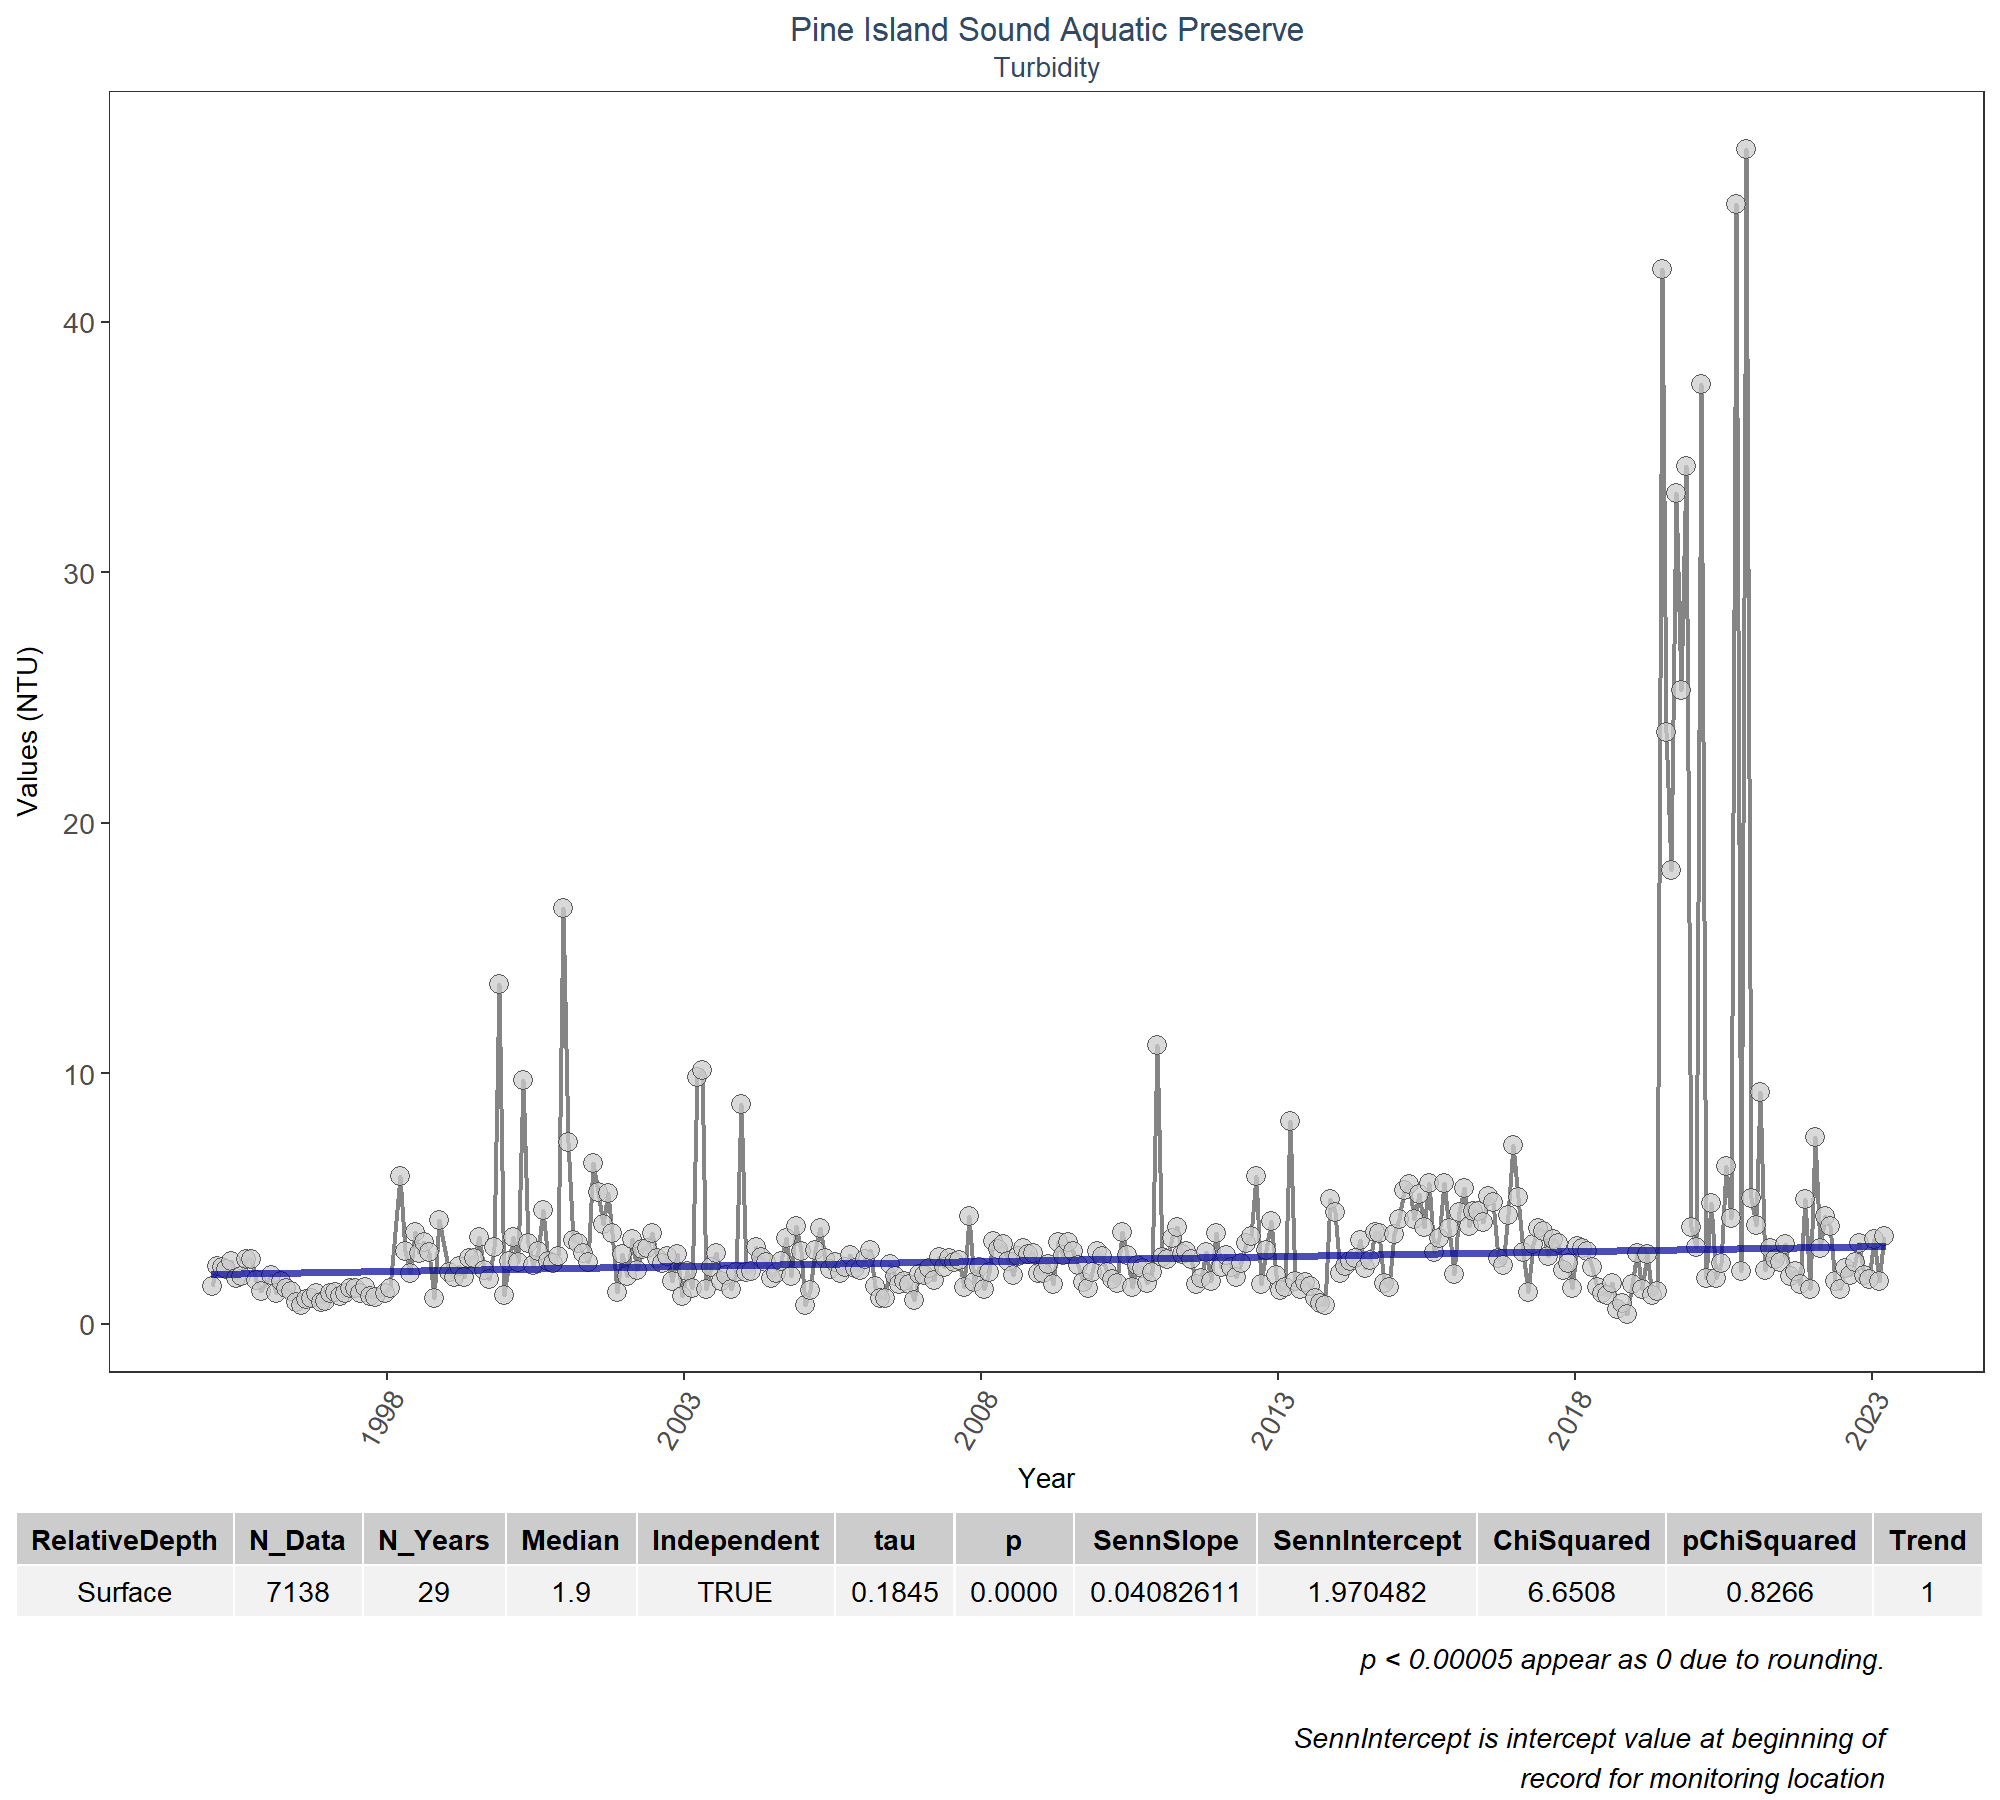 Pine Island Sound Aquatic Preserve
Turbidity
Values (NTU)
40
30
20
10
0
1998 2003 2008 2013 2018 2023
Year
RelativeDepth N_Data N_Years Median Independent tau p SennSlope SennIntercept ChiSquared pChiSquared Trend
Surface 7138 29 1.9 TRUE 0.1845 0.0000 0.04082611 1.970482 6.6508 0.8266 1
p < 0.00005 appear as 0 due to rounding.
SennIntercept is intercept value at beginning of
record for monitoring location